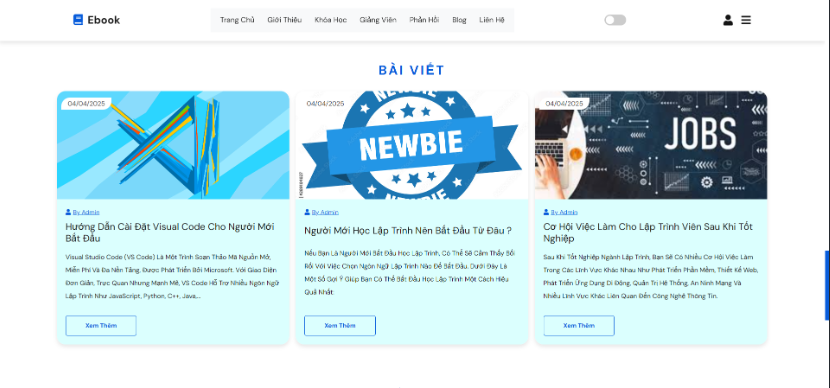 Ebook
Trang Chủ Giới Thiệu Khóa Học Giảng Viên Phản Hồi Blog Liên Hệ
BÀI VIẾT
04/04/2025
By Admin
Hướng Dẫn Cài Đặt Visual Code Cho Người Mới
Bắt Đầu
Visual Studio Code (VS Code) Là Một Trình Soạn Thảo Mã Nguồn Mở,
Miễn Phí Và Đa Nền Tảng, Được Phát Triển Bởi Microsoft. Với Giao Diện
Đơn Giản, Trực Quan Nhưng Mạnh Mẽ, VS Code Hỗ Trợ Nhiều Ngôn Ngữ
Lập Trình Như JavaScript, Python, C++, Java,...
Xem Thêm
04/04/2025
NEWBIE
By Admin
Người Mới Học Lập Trình Nên Bắt Đầu Từ Đâu ?
Nếu Bạn Là Người Mới Bắt Đầu Học Lập Trình, Có Thể Sẽ Cảm Thấy Bối
Rối Với Việc Chọn Ngôn Ngữ Lập Trình Nào Để Bắt Đầu. Dưới Đây Là
Một Số Gợi Ý Giúp Bạn Có Thể Bắt Đầu Học Lập Trình Một Cách Hiệu
Quả Nhất:
Xem Thêm
04/04/2025
JOBS
By Admin
Cơ Hội Việc Làm Cho Lập Trình Viên Sau Khi Tốt
Nghiệp
Sau Khi Tốt Nghiệp Ngành Lập Trình, Bạn Sẽ Có Nhiều Cơ Hội Việc Làm
Trong Các Lĩnh Vực Khác Nhau Như Phát Triển Phần Mềm, Thiết Kế Web,
Phát Triển Ứng Dụng Di Động, Quản Trị Hệ Thống, An Ninh Mạng Và
Nhiều Lĩnh Vực Khác Liên Quan Đến Công Nghệ Thông Tin.
Xem Thêm